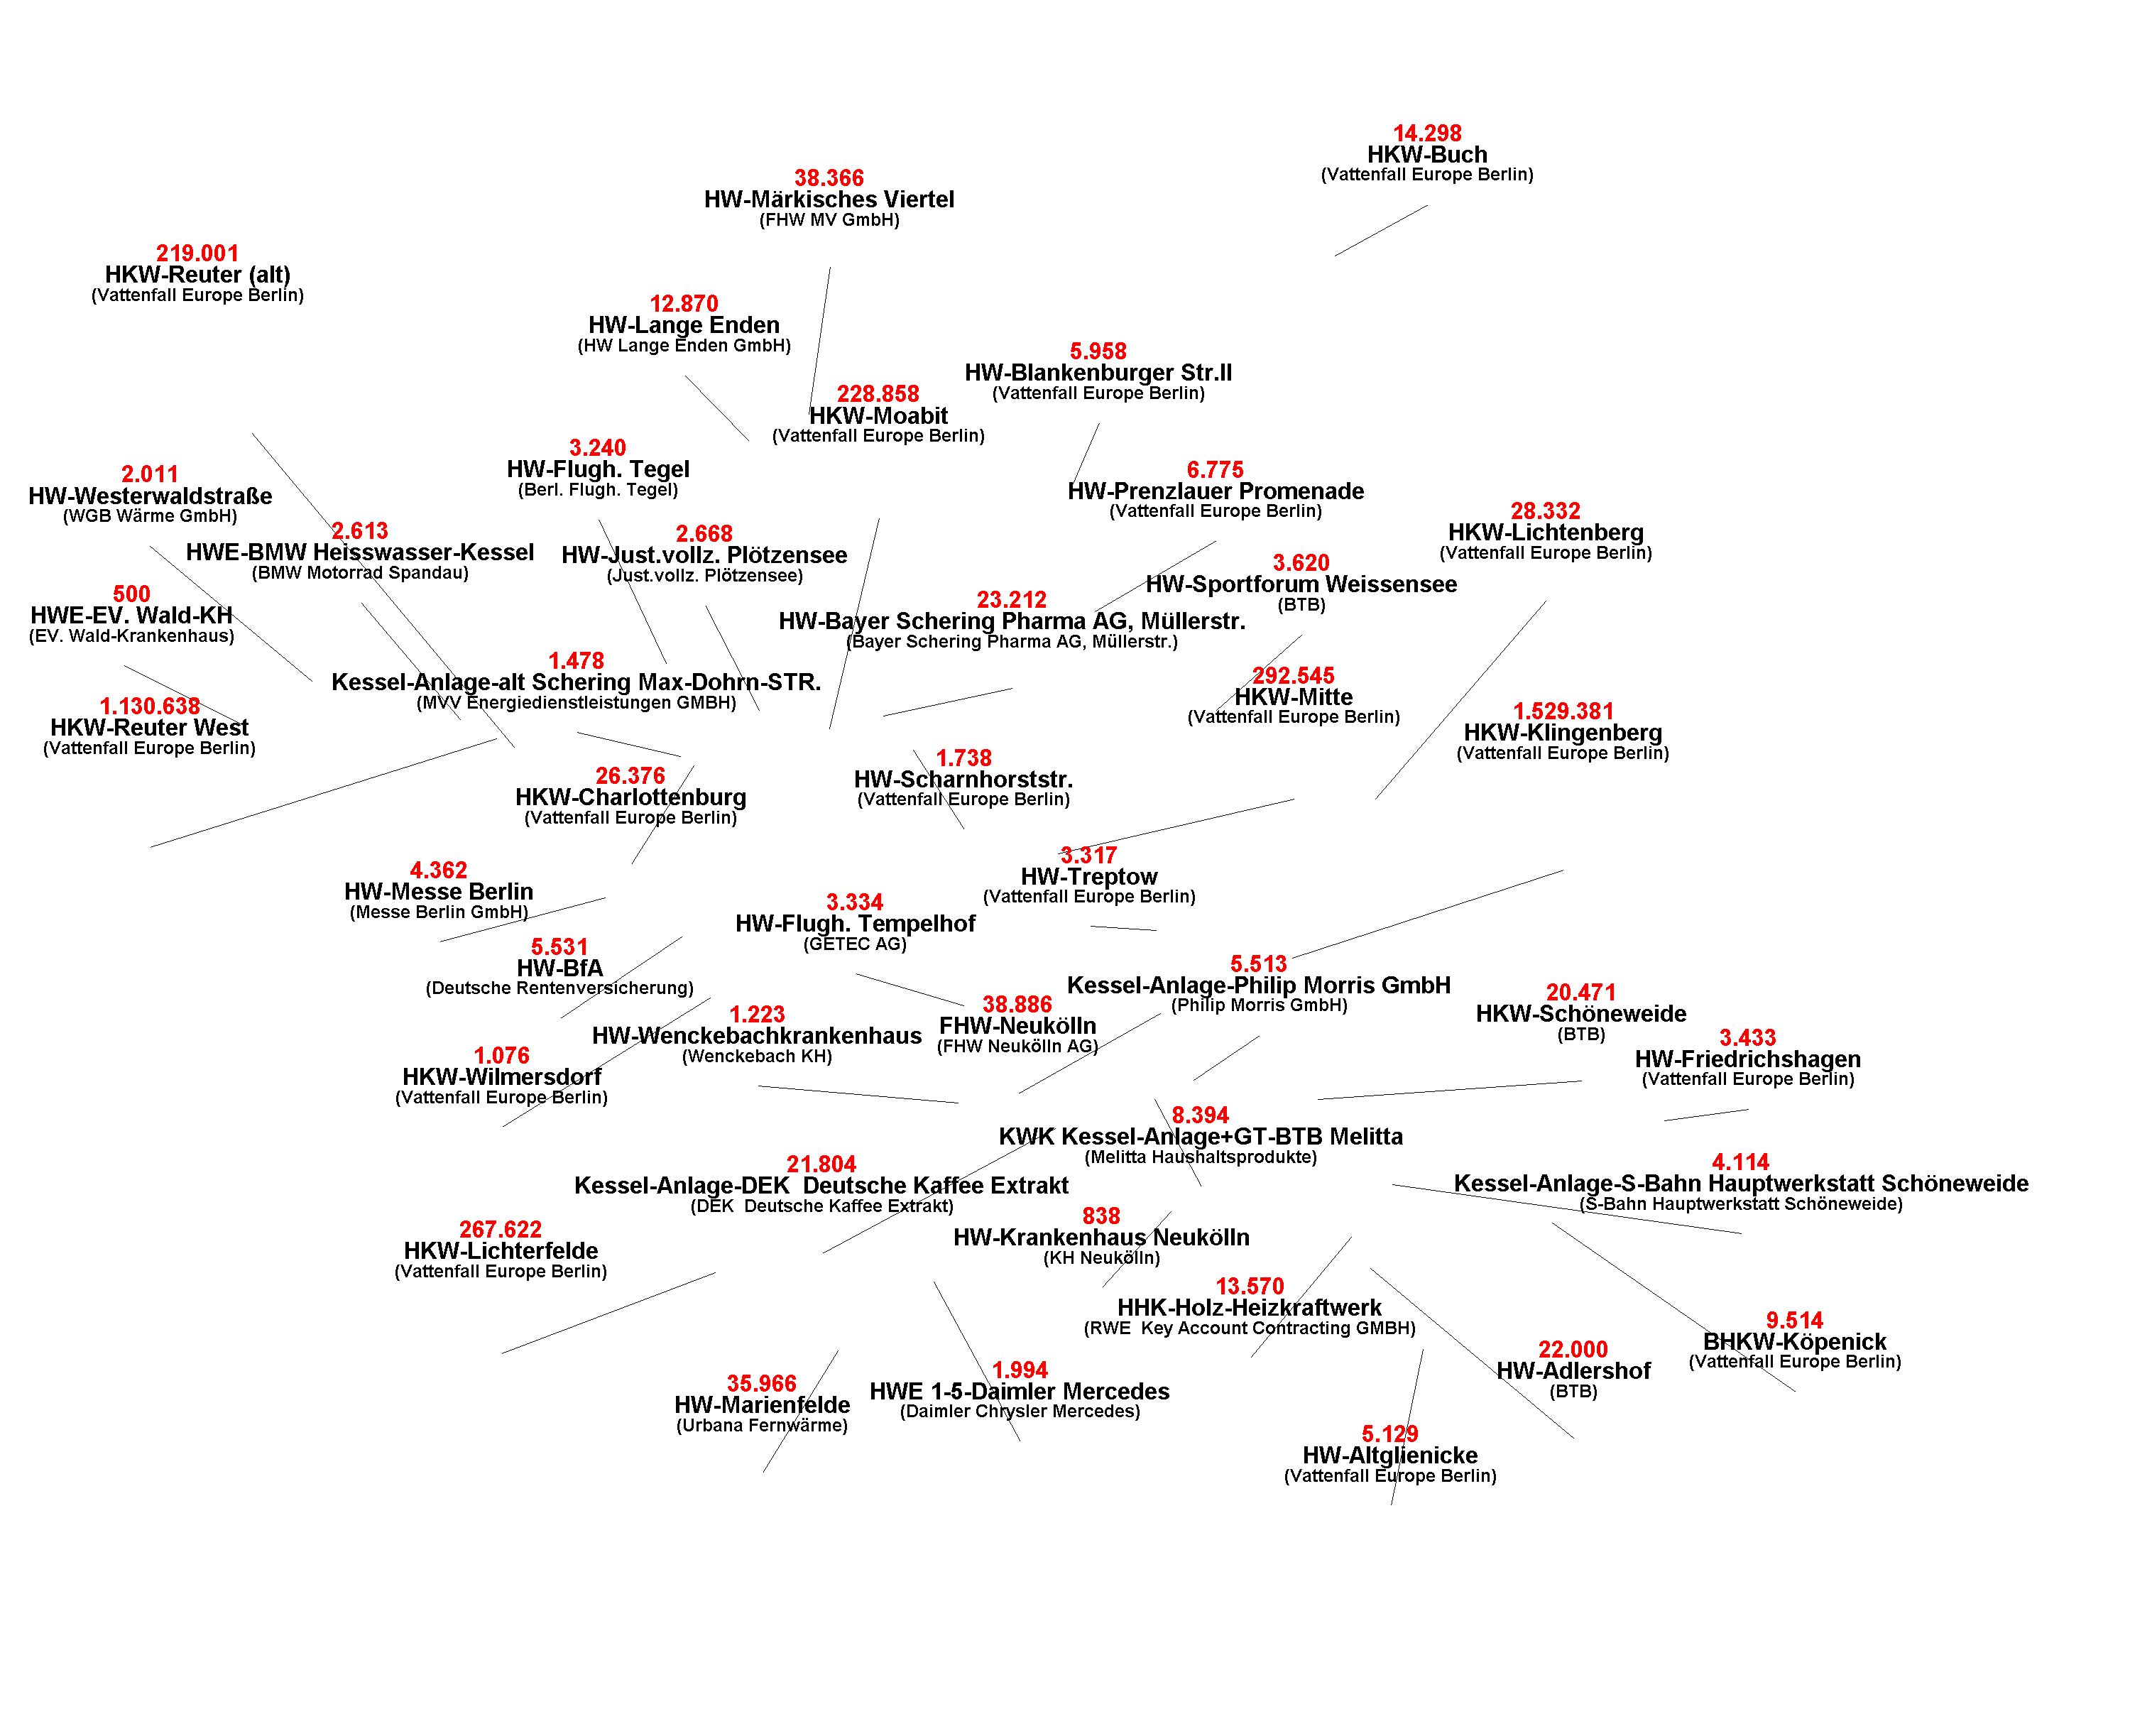 14.298
HKW-Buch
(Vattenfall Europe Berlin)
38.366
HW-Märkisches Viertel
(FHW MV GmbH)
219.001
HKW-Reuter (alt)
(Vattenfall Europe Berlin)
12.870
HW-Lange Enden
(HW Lange Enden GmbH)
5.958
HW-Blankenburger Str.II
(Vattenfall Europe Berlin)
228.858
HKW-Moabit
(Vattenfall Europe Berlin)
3.240
HW-Flugh. Tegel
(Berl. Flugh. Tegel)
2.011
HW-Westerwaldstraße
(WGB Wärme GmbH)
6.775
HW-Prenzlauer Promenade
(Vattenfall Europe Berlin)
28.332
HKW-Lichtenberg
(Vattenfall Europe Berlin)
2.613
HWE-BMW Heisswasser-Kessel
(BMW Motorrad Spandau)
2.668
HW-Just.vollz. Plötzensee
(Just.vollz. Plötzensee)
3.620
HW-Sportforum Weissensee
(BTB)
500
HWE-EV. Wald-KH
(EV. Wald-Krankenhaus)
23.212
HW-Bayer Schering Pharma AG, Müllerstr.
(Bayer Schering Pharma AG, Müllerstr.)
1.478
Kessel-Anlage-alt Schering Max-Dohrn-STR.
(MVV Energiedienstleistungen GMBH)
292.545
HKW-Mitte
(Vattenfall Europe Berlin)
1.130.638
HKW-Reuter West
(Vattenfall Europe Berlin)
1.529.381
HKW-Klingenberg
(Vattenfall Europe Berlin)
1.738
HW-Scharnhorststr.
(Vattenfall Europe Berlin)
26.376
HKW-Charlottenburg
(Vattenfall Europe Berlin)
3.317
HW-Treptow
(Vattenfall Europe Berlin)
4.362
HW-Messe Berlin
(Messe Berlin GmbH)
3.334
HW-Flugh. Tempelhof
(GETEC AG)
5.531
HW-BfA
(Deutsche Rentenversicherung)
5.513
Kessel-Anlage-Philip Morris GmbH
(Philip Morris GmbH)
20.471
HKW-Schöneweide
(BTB)
38.886
FHW-Neukölln
(FHW Neukölln AG)
1.223
HW-Wenckebachkrankenhaus
(Wenckebach KH)
3.433
HW-Friedrichshagen
(Vattenfall Europe Berlin)
1.076
HKW-Wilmersdorf
(Vattenfall Europe Berlin)
8.394
KWK Kessel-Anlage+GT-BTB Melitta
(Melitta Haushaltsprodukte)
21.804
Kessel-Anlage-DEK  Deutsche Kaffee Extrakt
(DEK  Deutsche Kaffee Extrakt)
4.114
Kessel-Anlage-S-Bahn Hauptwerkstatt Schöneweide
(S-Bahn Hauptwerkstatt Schöneweide)
838
HW-Krankenhaus Neukölln
(KH Neukölln)
267.622
HKW-Lichterfelde
(Vattenfall Europe Berlin)
13.570
HHK-Holz-Heizkraftwerk
(RWE  Key Account Contracting GMBH)
9.514
BHKW-Köpenick
(Vattenfall Europe Berlin)
22.000
HW-Adlershof
(BTB)
1.994
HWE 1-5-Daimler Mercedes
(Daimler Chrysler Mercedes)
35.966
HW-Marienfelde
(Urbana Fernwärme)
5.129
HW-Altglienicke
(Vattenfall Europe Berlin)